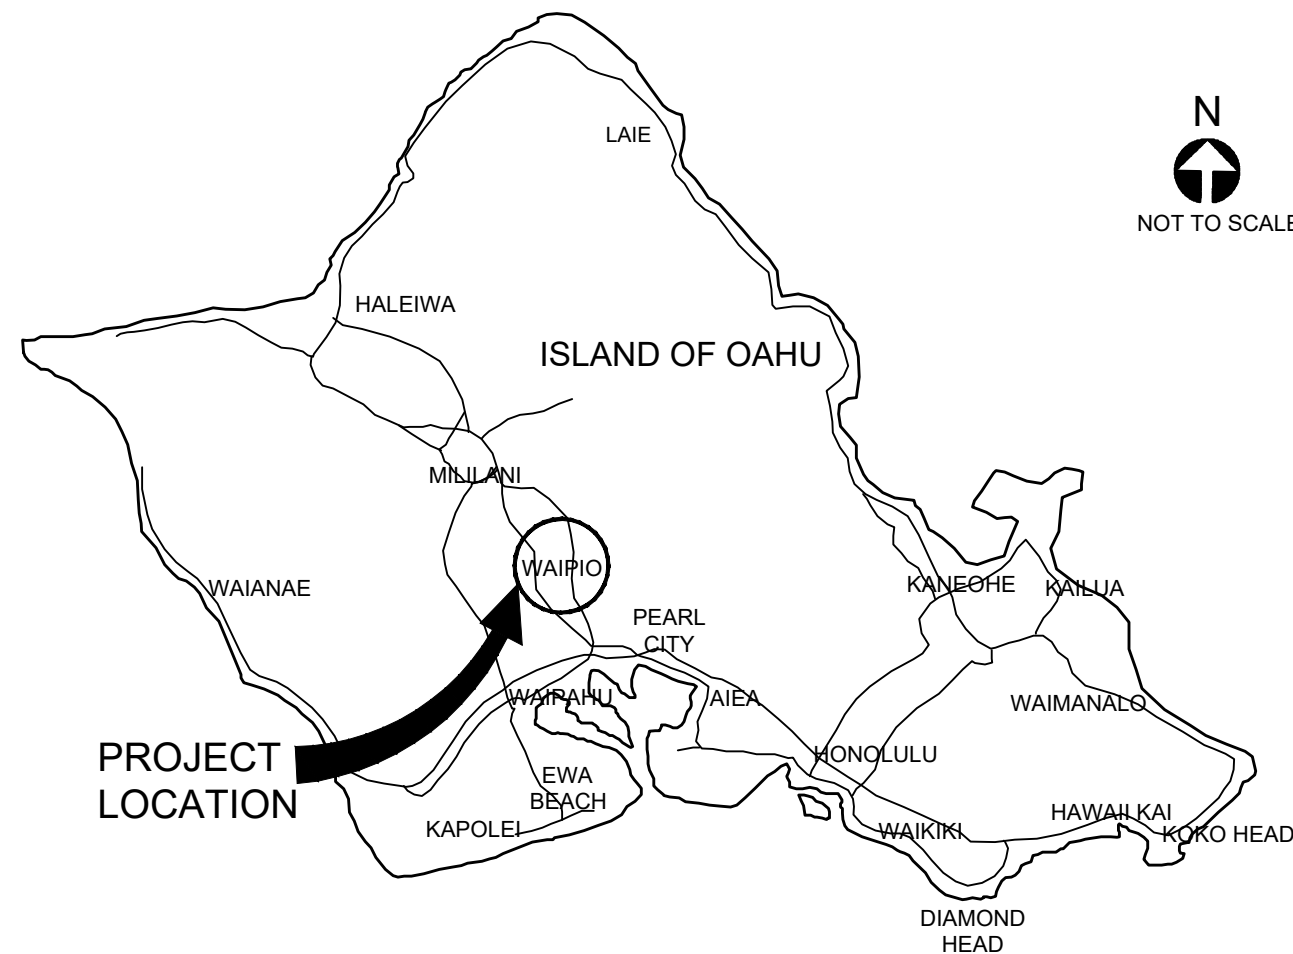 N
LAIE
NOT TO SCALE
HALEIWA
ISLAND OF OAHU
MILILANI
WAIPIO
WAIANAE
KANEOHE
KAILUA
PEARL
CITY
WAIPAHU
AIEA
WAIMANALO
PROJECT
LOCATION
HONOLULU
EWA
BEACH
KAPOLEI
WAIKIKI
HAWAII KAI
KOKO HEAD
DIAMOND
HEAD